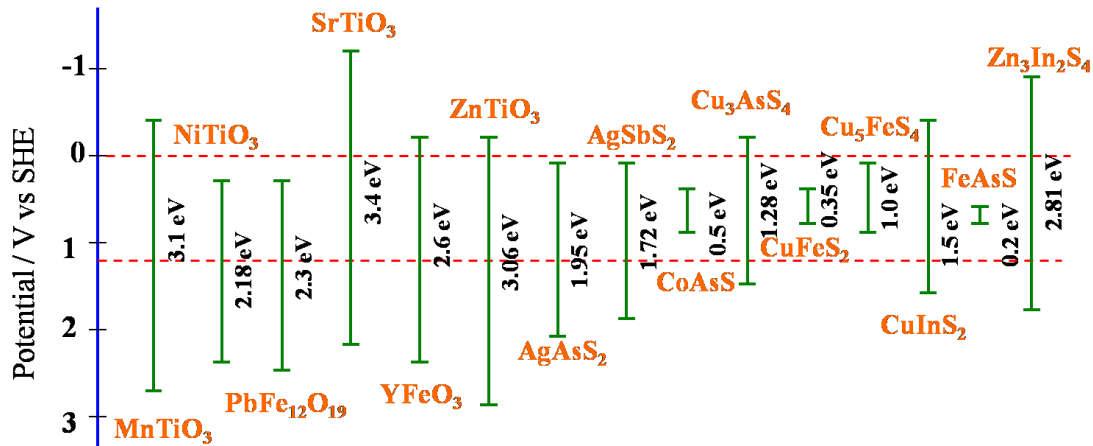 Potential / V vs SHE
-1
0
1
2
3
MnTiO₃
3.1 eV
NiTiO₃
2.18 eV
PbFe₁₂O₁₉
2.3 eV
SrTiO₃
3.4 eV
YFeO₃
2.6 eV
ZnTiO₃
3.06 eV
AgAsS₂
1.95 eV
AgSbS₂
1.72 eV
CoAsS
0.5 eV
Cu₃AsS₄
1.28 eV
CuFeS₂
0.35 eV
Cu₅FeS₄
1.0 eV
CuInS₂
1.5 eV
FeAsS
0.2 eV
Zn₃In₂S₄
2.81 eV